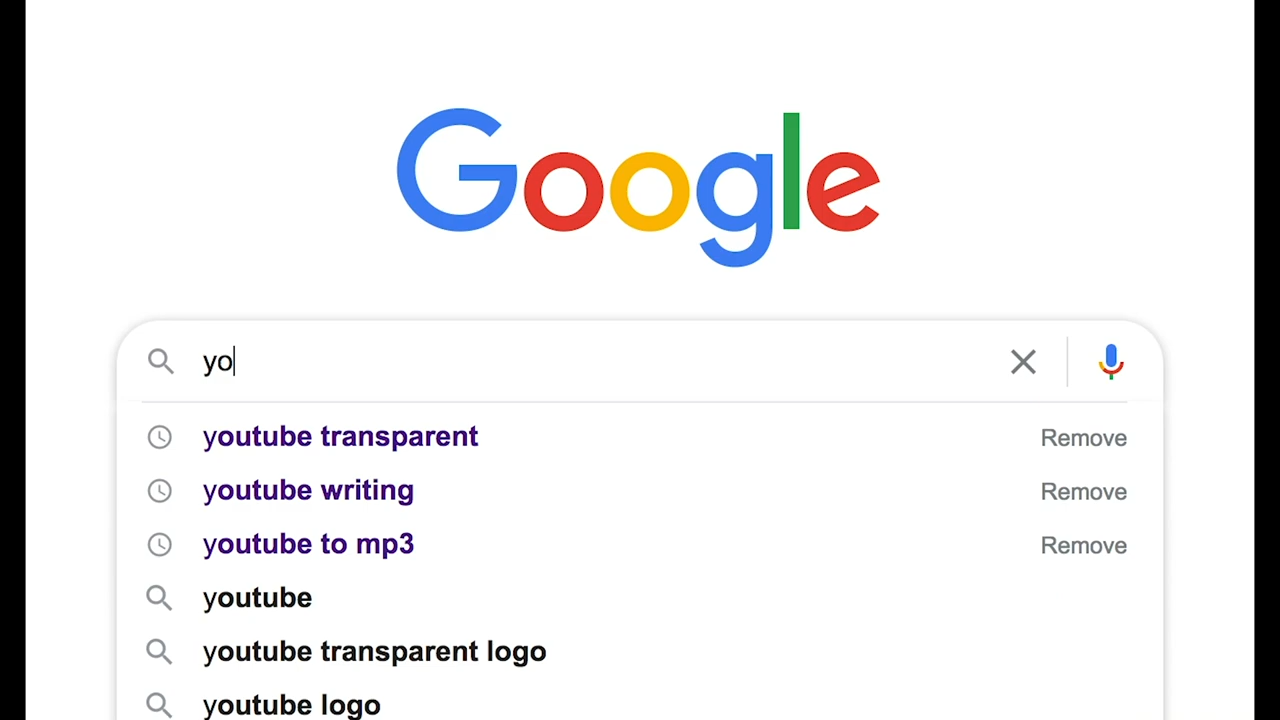 Google
yo
youtube transparent Remove
youtube writing Remove
youtube to mp3 Remove
youtube
youtube transparent logo
youtube logo